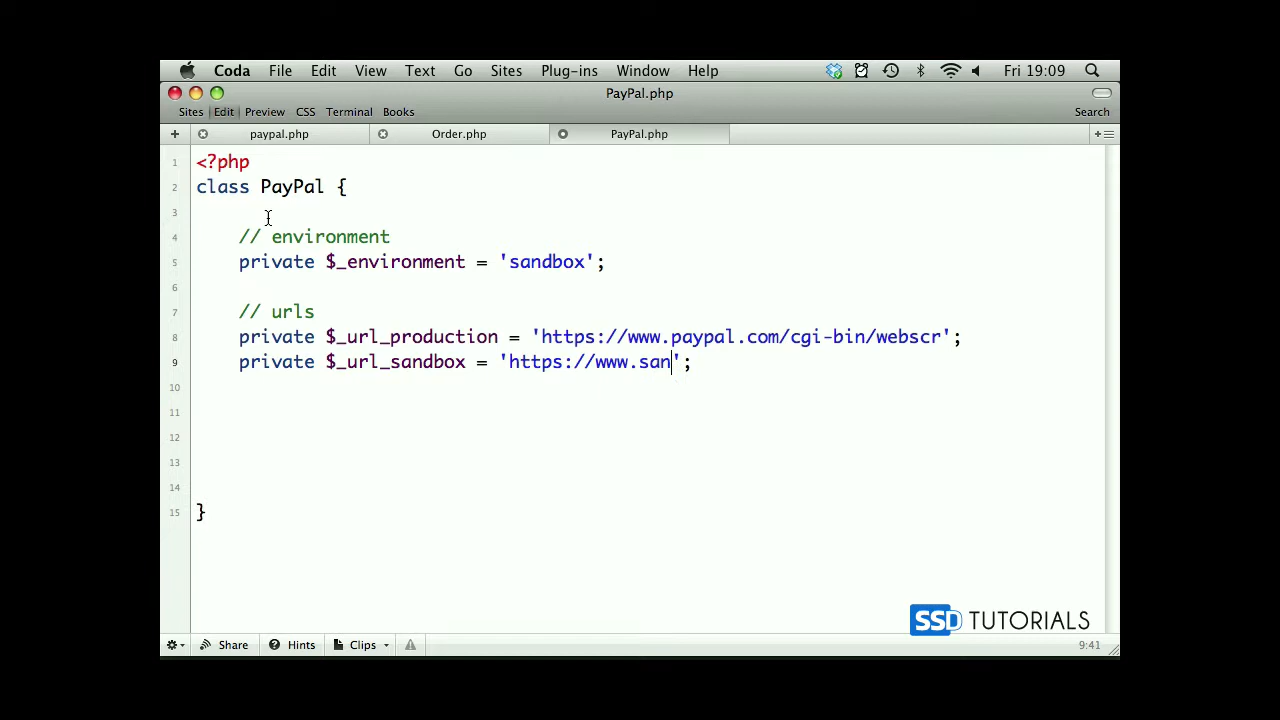 Coda File Edit View Text Go Sites Plug-ins Window Help Fri 19:09
PayPal.php
Sites Edit Preview CSS Terminal Books Search
+ paypal.php Order.php PayPal.php
1 <?php
2 class PayPal {
3
4 // environment
5 private $_environment = 'sandbox';
6
7 // urls
8 private $_url_production = 'https://www.paypal.com/cgi-bin/webscr';
9 private $_url_sandbox = 'https://www.san';
10
11
12
13
14
15 }
SSD TUTORIALS
Share Hints Clips 9:41